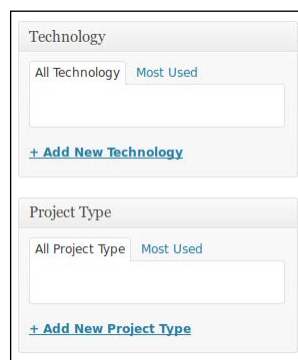 Technology
All Technology Most Used
+ Add New Technology
Project Type
All Project Type Most Used
+ Add New Project Type